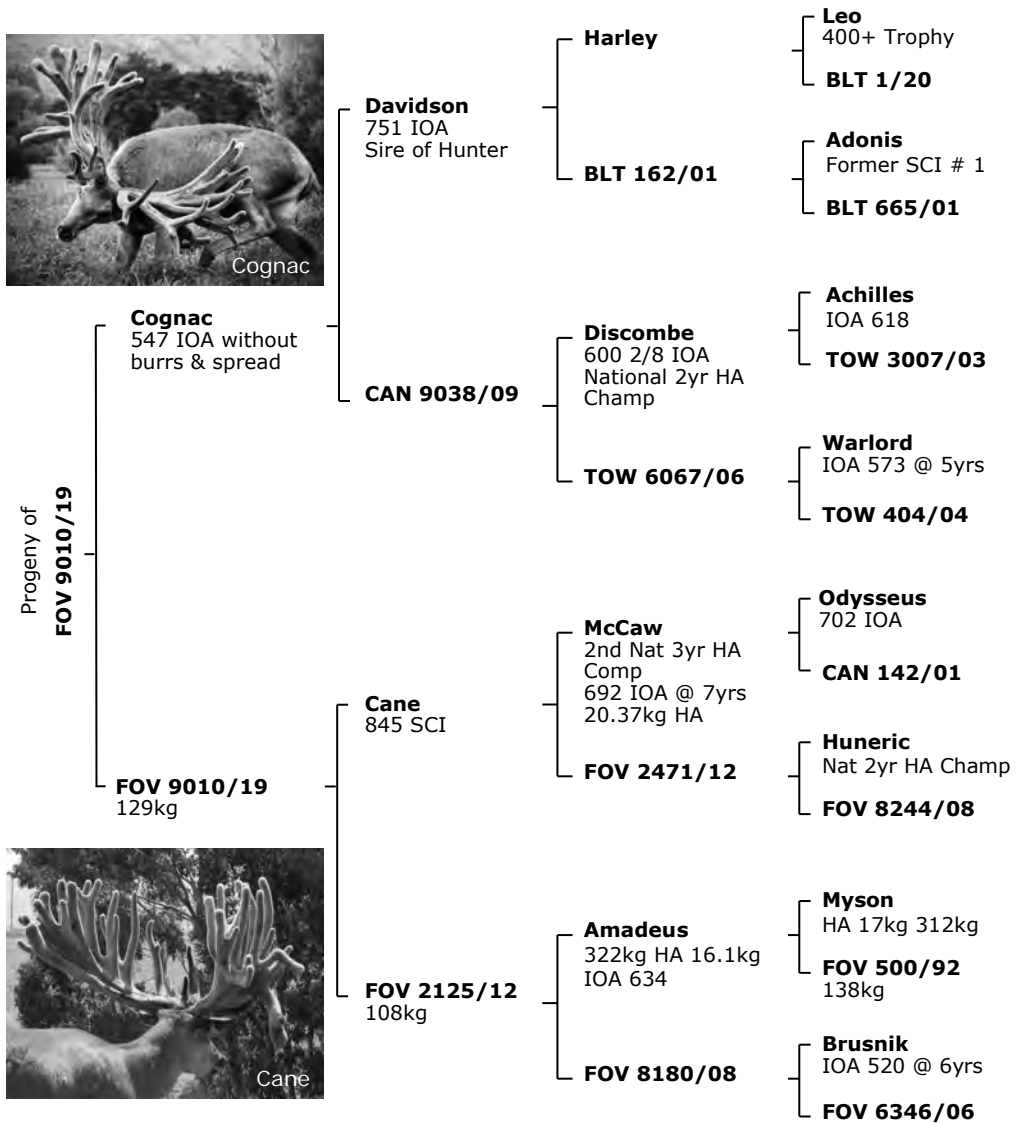 Cognac
Cane
Progeny of
FOV 9010/19
Cognac
547 IOA without
burrs & spread
FOV 9010/19
129kg
Davidson
751 IOA
Sire of Hunter
CAN 9038/09
Cane
845 SCI
FOV 2125/12
108kg
Harley
BLT 162/01
Discombe
600 2/8 IOA
National 2yr HA
Champ
TOW 6067/06
McCaw
2nd Nat 3yr HA
Comp
692 IOA @ 7yrs
20.37kg HA
FOV 2471/12
Amadeus
322kg HA 16.1kg
IOA 634
FOV 8180/08
Leo
400+ Trophy
BLT 1/20
Adonis
Former SCI # 1
BLT 665/01
Achilles
IOA 618
TOW 3007/03
Warlord
IOA 573 @ 5yrs
TOW 404/04
Odysseus
702 IOA
CAN 142/01
Huneric
Nat 2yr HA Champ
FOV 8244/08
Myson
HA 17kg 312kg
FOV 500/92
138kg
Brusnik
IOA 520 @ 6yrs
FOV 6346/06